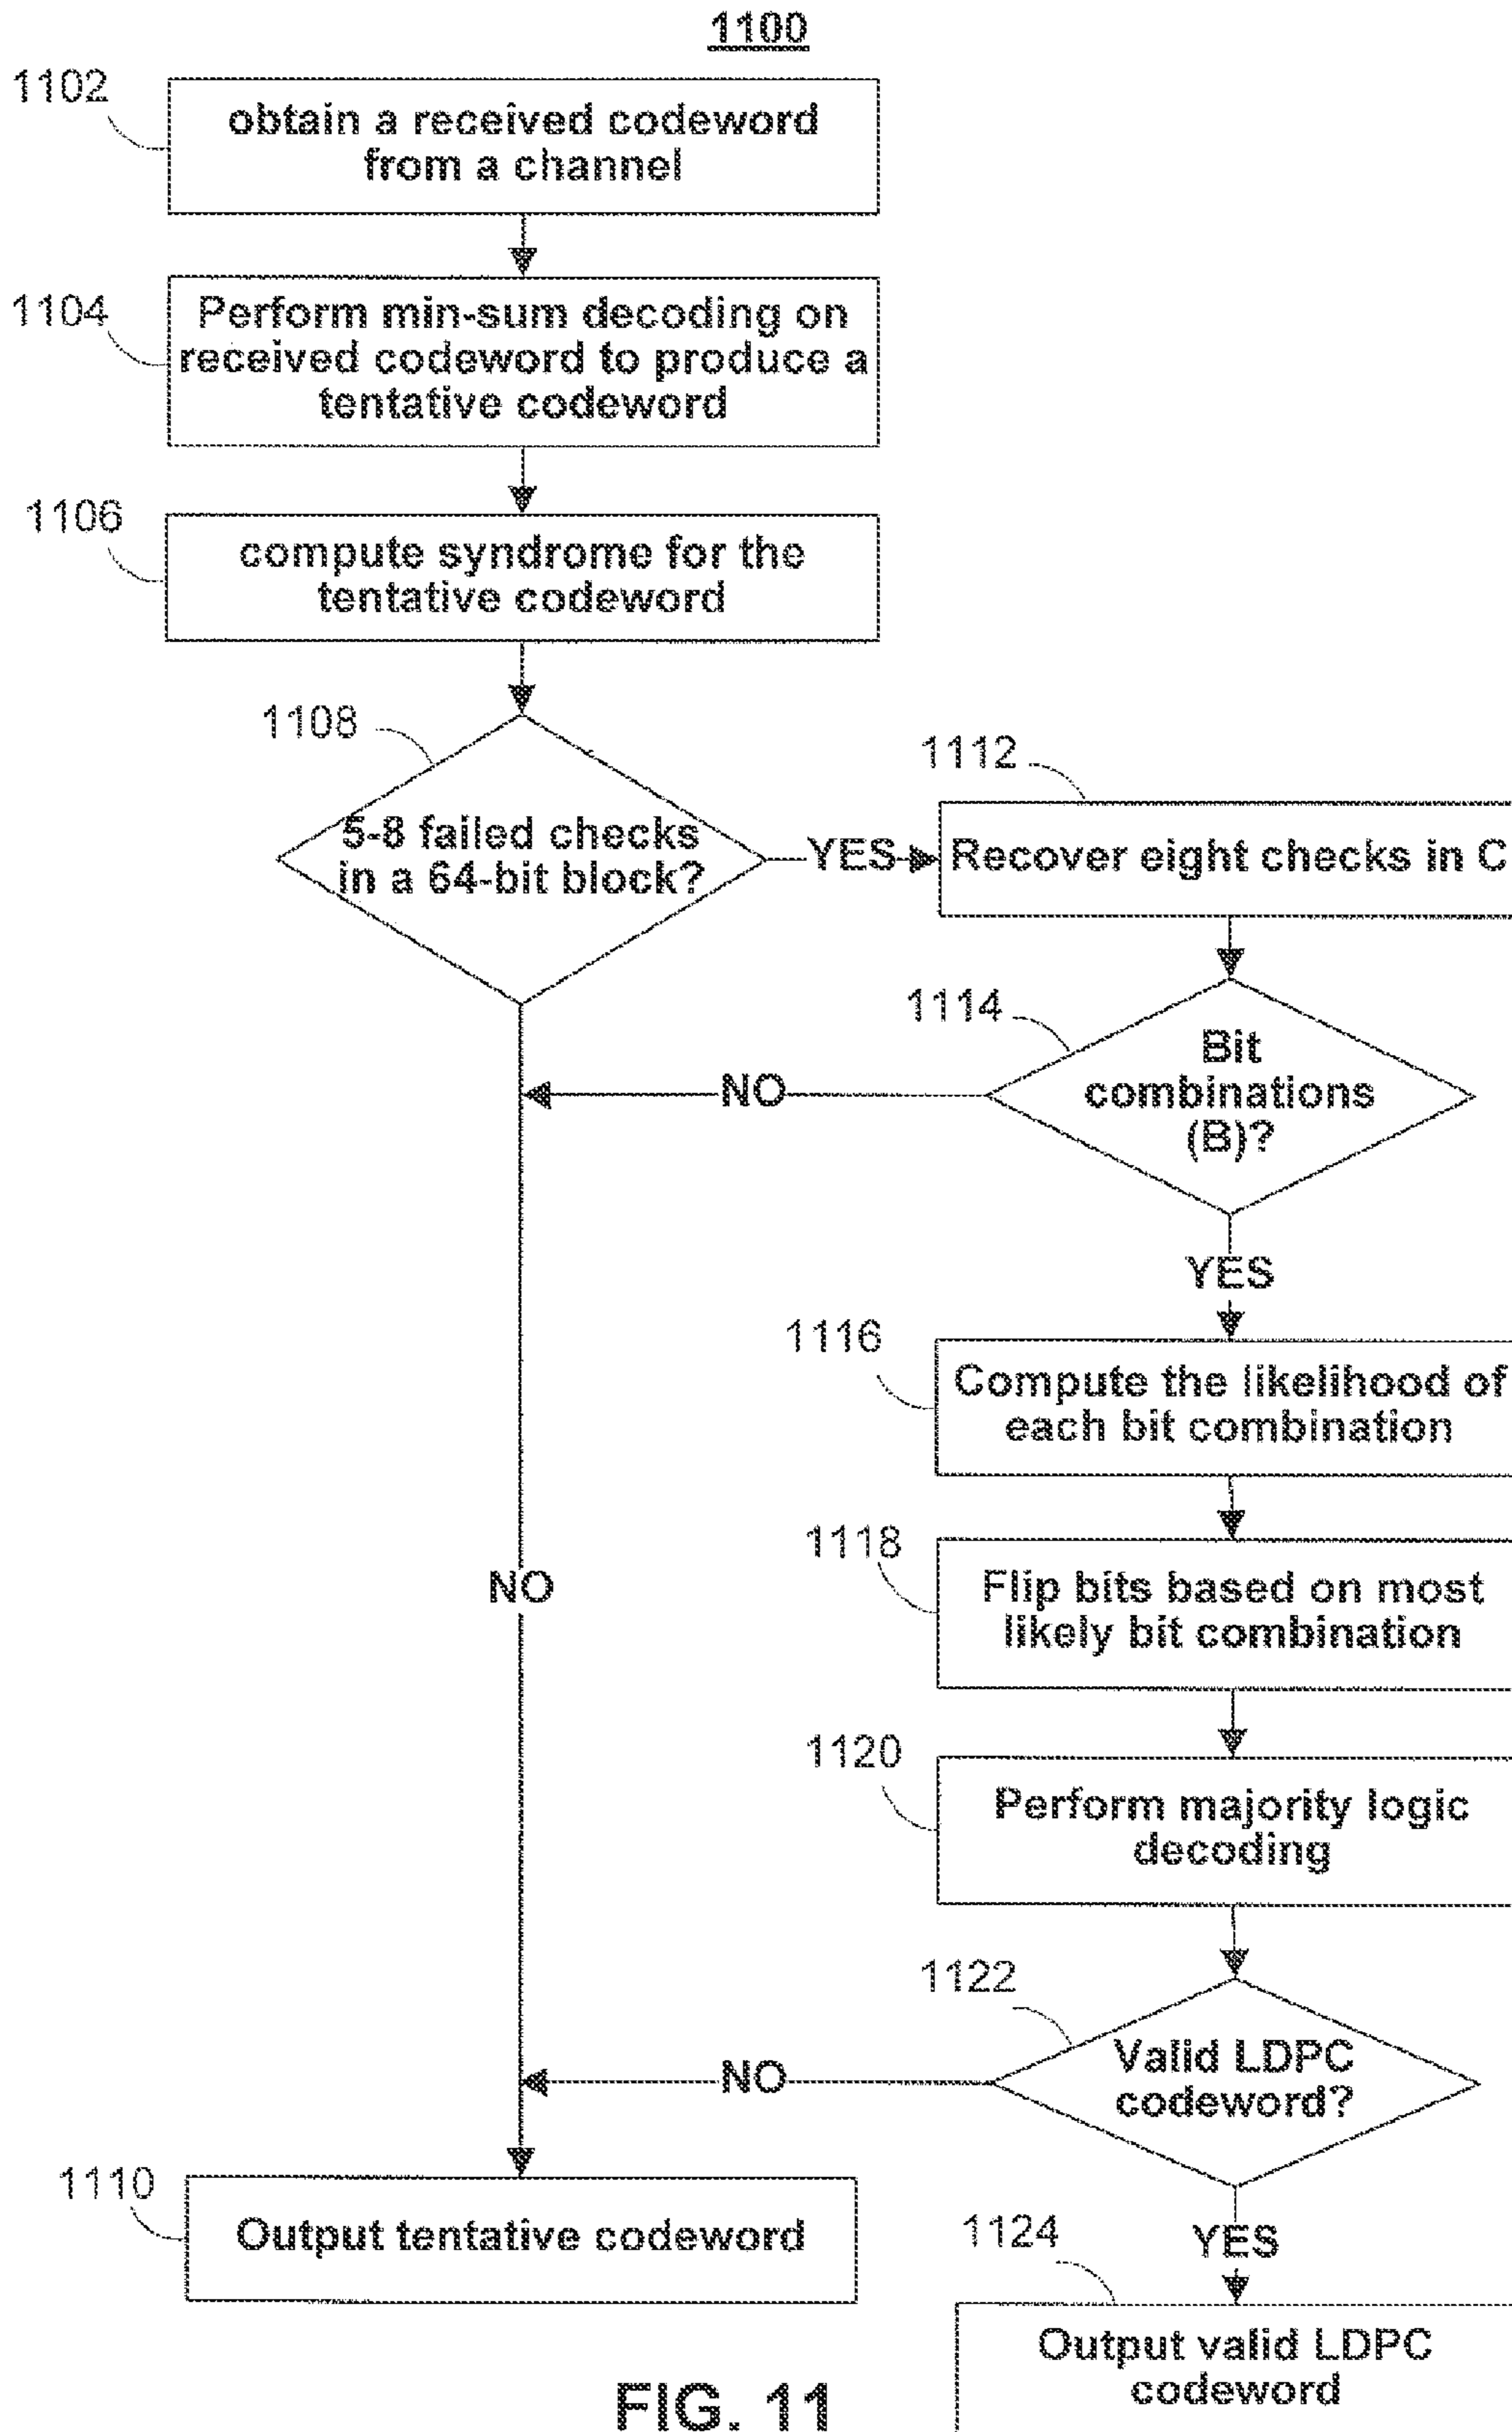 1100
1102
obtain a received codeword
from a channel
1104
Perform min-sum decoding on
received codeword to produce a
tentative codeword
1106
compute syndrome for the
tentative codeword
1108
5-8 failed checks
in a 64-bit block?
YES
1112
Recover eight checks in C
1114
Bit
combinations
(B)?
NO
YES
1116
Compute the likelihood of
each bit combination
1118
Flip bits based on most
likely bit combination
NO
1120
Perform majority logic
decoding
1122
Valid LDPC
codeword?
NO
YES
1110
Output tentative codeword
1124
Output valid LDPC
codeword
FIG. 11